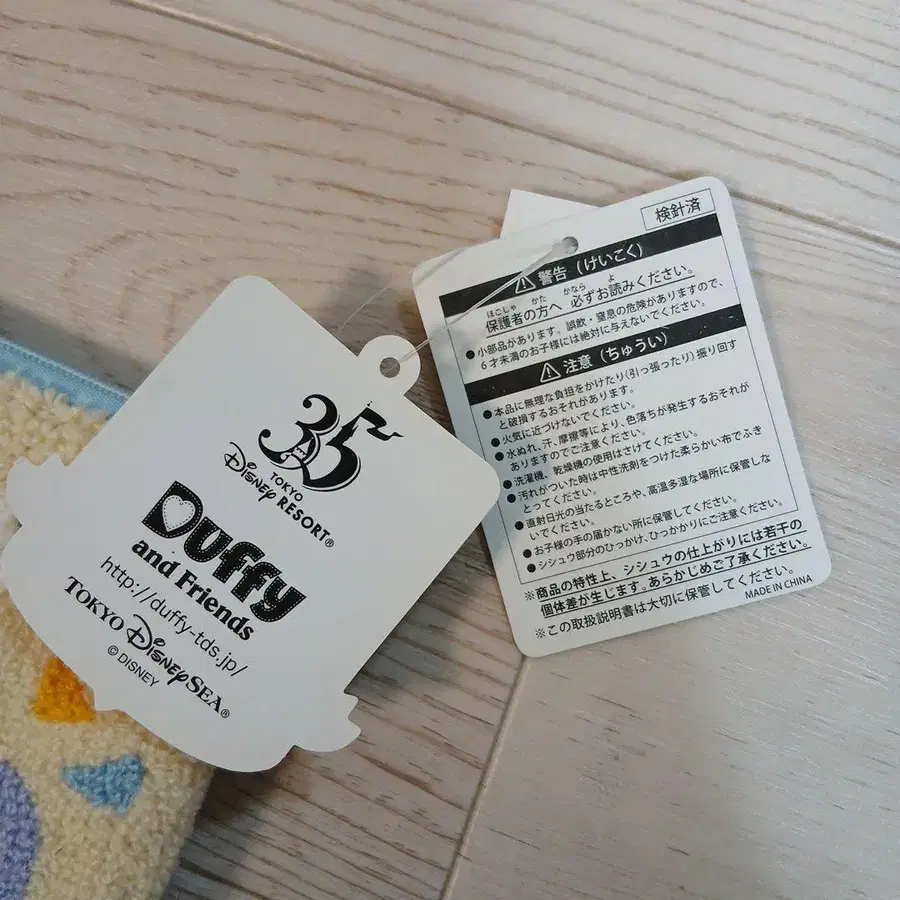 35
TOKYO
DISNEY RESORT®
Duffy
and Friends
http://duffy-tds.jp/
TOKYO DISNEYSEA®
© DISNEY
検針済
警告（けいこく）
ほごしゃ かた かなら よ
保護者の方へ 必ずお読みください。
●小部品があります。誤飲・窒息の危険がありますので、
6才未満のお子様には絶対に与えないでください。
注意（ちゅうい）
●本品に無理な負担をかけたり(引っ張ったり)振り回す
と破損するおそれがあります。
●火気に近づけないでください。
●水ぬれ、汗、摩擦等により、色落ちが発生するおそれが
ありますのでご注意ください。
●洗濯機、乾燥機の使用はさけてください。
●汚れがついた時は中性洗剤をつけた柔らかい布でふき
とってください。
●直射日光の当たるところや、高温多湿な場所に保管しな
いでください。
●お子様の手の届かない所に保管してください。
●シシュウ部分のひっかけ、ひっかかりにご注意ください。
※商品の特性上、シシュウの仕上がりには若干の
個体差が生じます。あらかじめご了承ください。
※この取扱説明書は大切に保管してください。
MADE IN CHINA